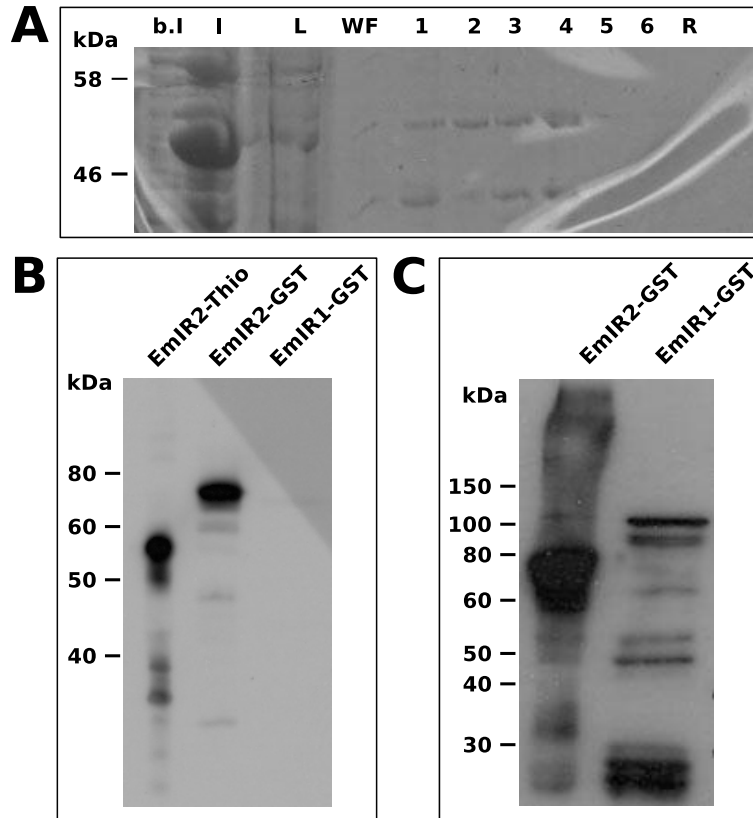 A
b.I I L WF 1 2 3 4 5 6 R
kDa
58
46
B
EmIR2-Thio
EmIR2-GST
EmIR1-GST
kDa
80
60
50
40
C
EmIR2-GST
EmIR1-GST
kDa
150
100
80
60
50
40
30